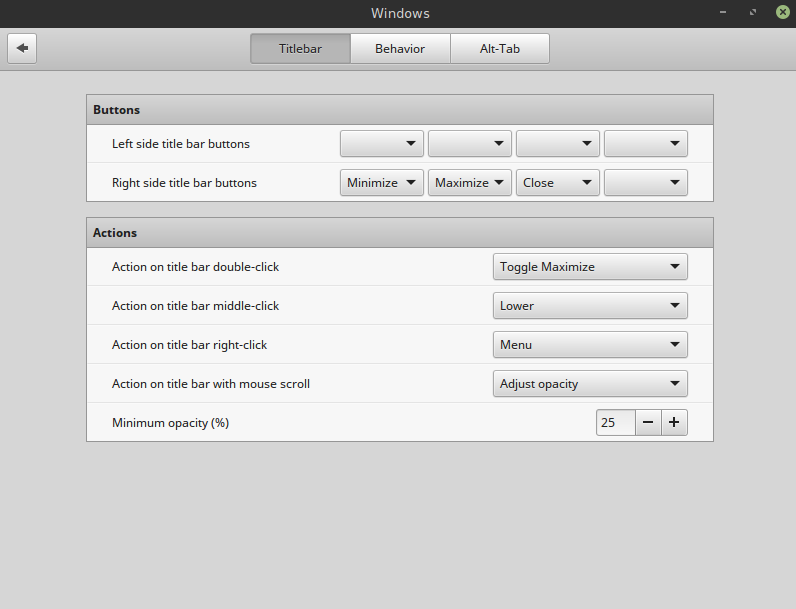 Windows
Titlebar Behavior Alt-Tab
Buttons
Left side title bar buttons
Right side title bar buttons Minimize Maximize Close
Actions
Action on title bar double-click Toggle Maximize
Action on title bar middle-click Lower
Action on title bar right-click Menu
Action on title bar with mouse scroll Adjust opacity
Minimum opacity (%) 25